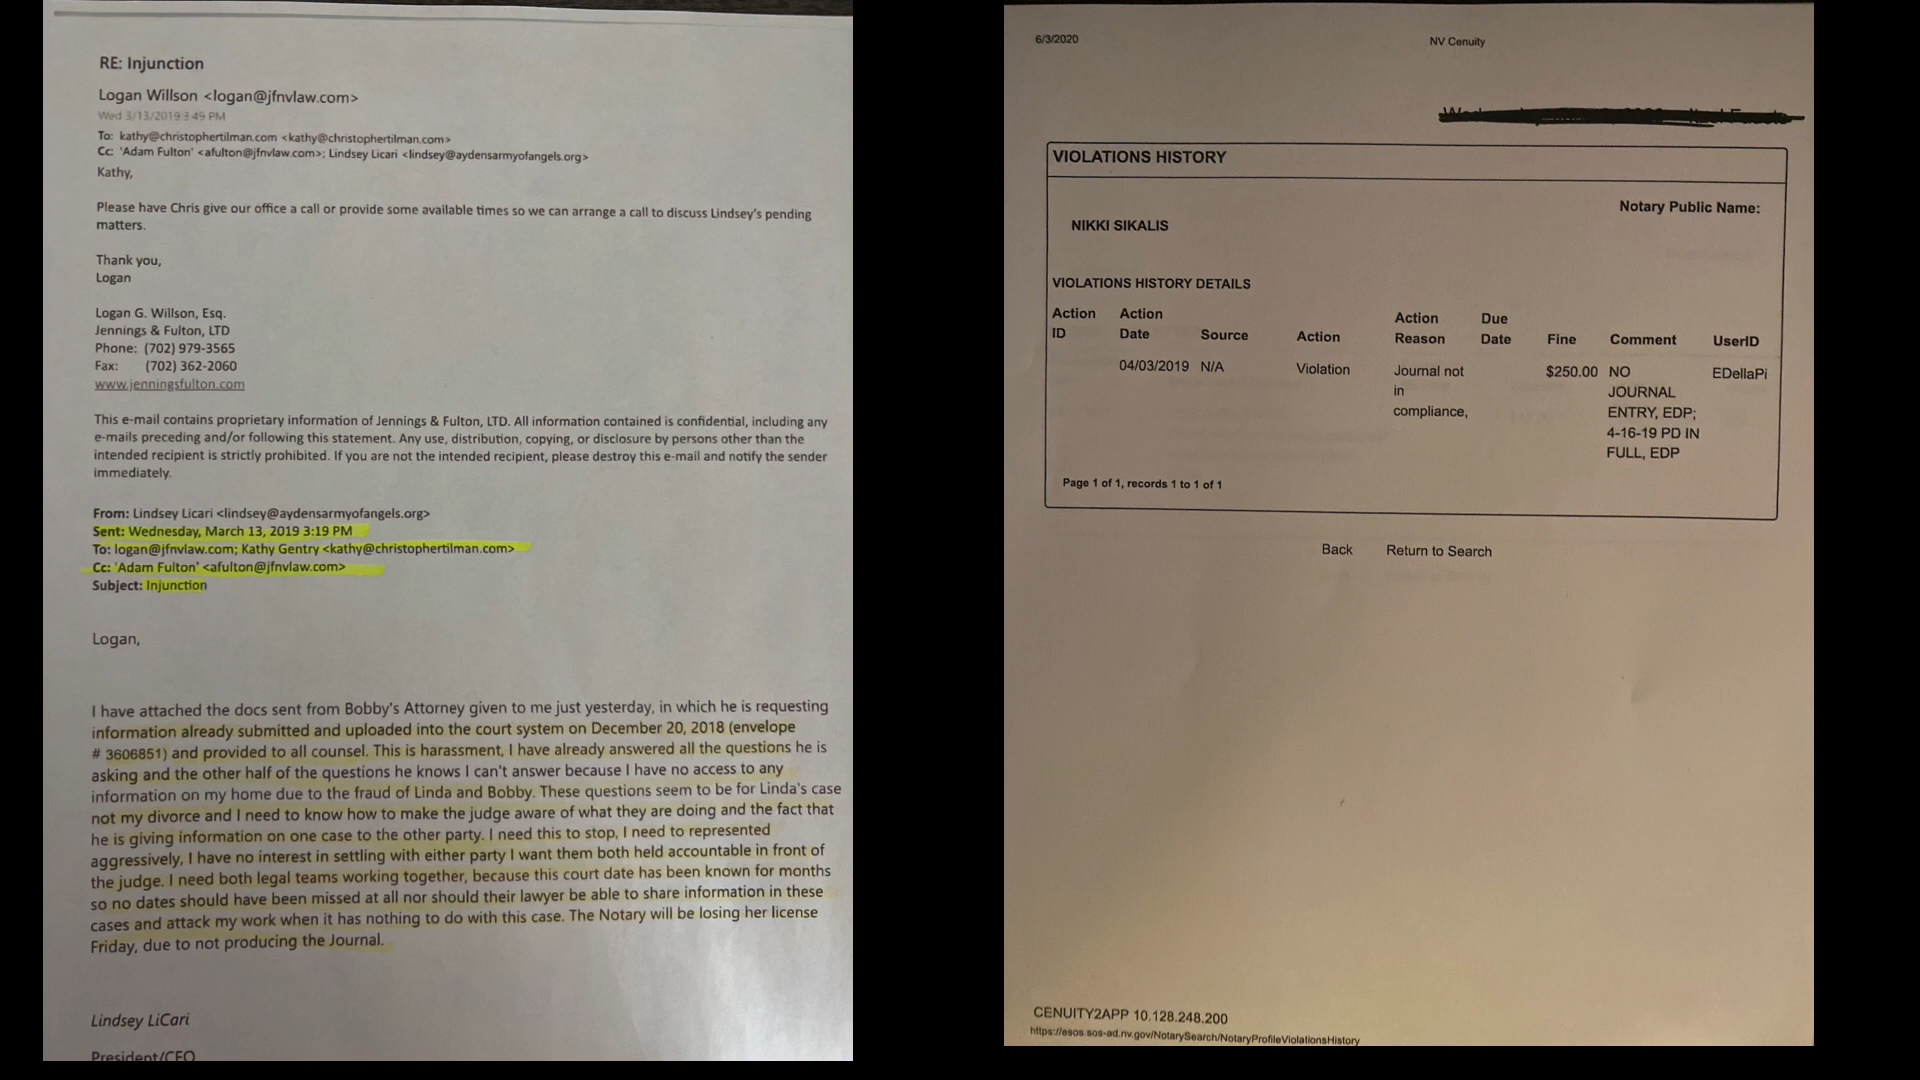 RE: Injunction
Logan Willson <logan@jfnvlaw.com>
Wed 3/13/2019 3:49 PM
To: kathy@christophertilman.com <kathy@christophertilman.com>
Cc: 'Adam Fulton' <afulton@jfnvlaw.com>; Lindsey Licari <lindsey@aydensarmyofangels.org>
Kathy,
Please have Chris give our office a call or provide some available times so we can arrange a call to discuss Lindsey's pending
matters.
Thank you,
Logan
Logan G. Willson, Esq.
Jennings & Fulton, LTD
Phone: (702) 979-3565
Fax: (702) 362-2060
www.jenningsfulton.com
This e-mail contains proprietary information of Jennings & Fulton, LTD. All information contained is confidential, including any
e-mails preceding and/or following this statement. Any use, distribution, copying, or disclosure by persons other than the
intended recipient is strictly prohibited. If you are not the intended recipient, please destroy this e-mail and notify the sender
immediately.
From: Lindsey Licari <lindsey@aydensarmyofangels.org>
Sent: Wednesday, March 13, 2019 3:19 PM
To: logan@jfnvlaw.com; Kathy Gentry <kathy@christophertilman.com>
Cc: 'Adam Fulton' <afulton@jfnvlaw.com>
Subject: Injunction
Logan,
I have attached the docs sent from Bobby's Attorney given to me just yesterday, in which he is requesting
information already submitted and uploaded into the court system on December 20, 2018 (envelope
# 3606851) and provided to all counsel. This is harassment, I have already answered all the questions he is
asking and the other half of the questions he knows I can't answer because I have no access to any
information on my home due to the fraud of Linda and Bobby. These questions seem to be for Linda's case
not my divorce and I need to know how to make the judge aware of what they are doing and the fact that
he is giving information on one case to the other party. I need this to stop, I need to represented
aggressively, I have no interest in settling with either party I want them both held accountable in front of
the judge. I need both legal teams working together, because this court date has been known for months
so no dates should have been missed at all nor should their lawyer be able to share information in these
cases and attack my work when it has nothing to do with this case. The Notary will be losing her license
Friday, due to not producing the Journal.
Lindsey LiCari
President/CEO
6/3/2020
NV Cenuity
VIOLATIONS HISTORY
Notary Public Name:
NIKKI SIKALIS
VIOLATIONS HISTORY DETAILS
Action ID Action Date Source Action Action Reason Due Date Fine Comment UserID
04/03/2019 N/A Violation Journal not $250.00 NO EDellaPi
in JOURNAL
compliance, ENTRY, EDP;
4-16-19 PD IN
FULL, EDP
Page 1 of 1, records 1 to 1 of 1
Back Return to Search
CENUITY2APP 10.128.248.200
https://esos.sos-ad.nv.gov/NotarySearch/NotaryProfileViolationsHistory